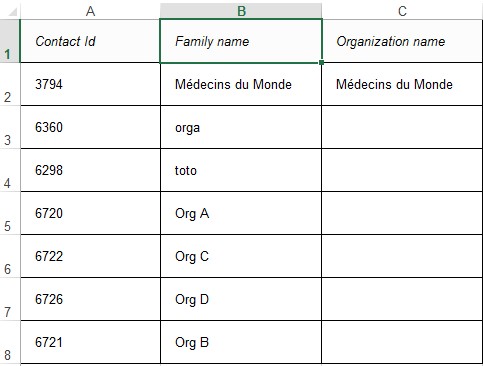 A B C
1 Contact Id Family name Organization name
2 3794 Médecins du Monde Médecins du Monde
3 6360 orga
4 6298 toto
5 6720 Org A
6 6722 Org C
7 6726 Org D
8 6721 Org B